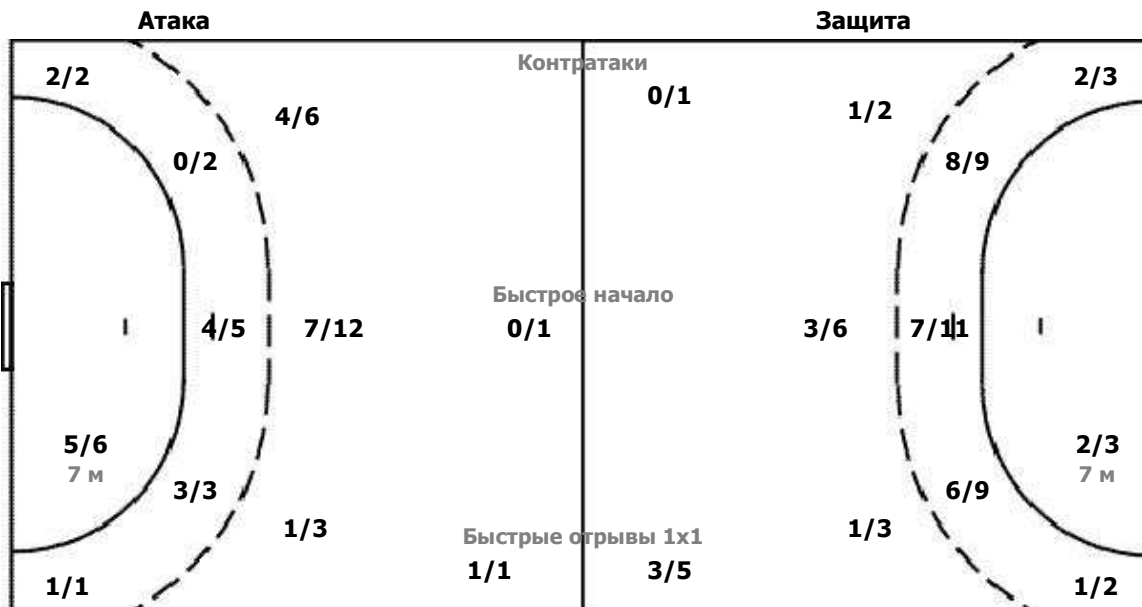 Атака Защита
Контратаки
2/2 2/3
0/1
4/6 1/2
0/2 8/9
Быстрое начало
4/5 7/12 0/1 3/6 7/11
5/6 2/3
7 м 7 м
3/3 6/9
1/3 1/3
Быстрые отрывы 1x1
1/1 3/5
1/1 1/2